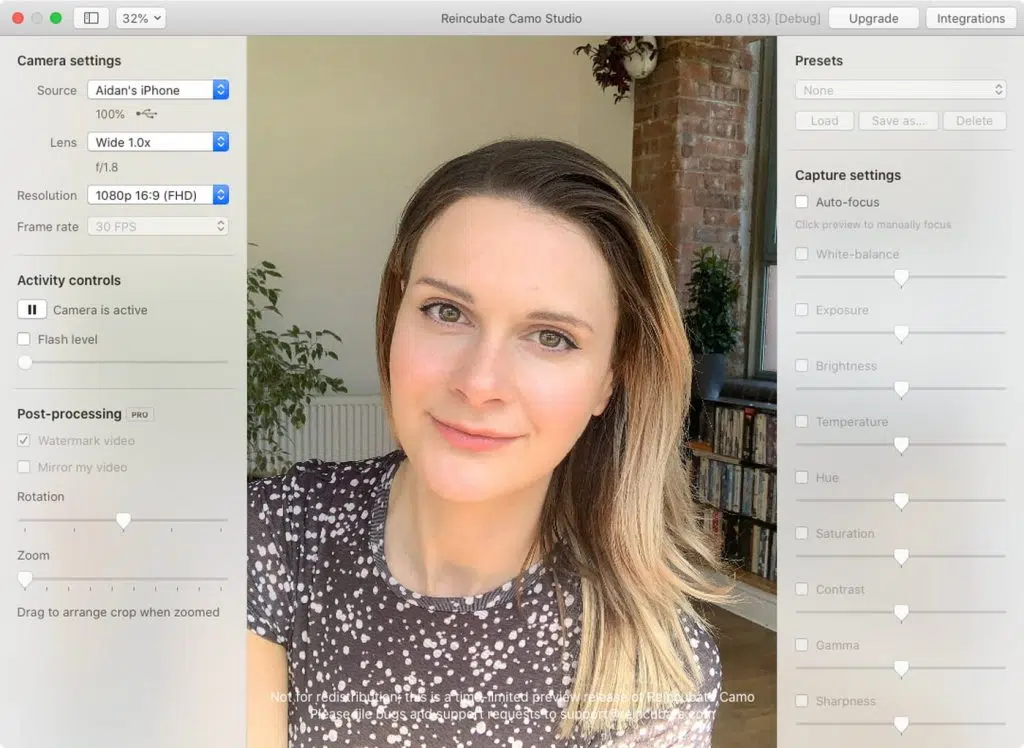 32%
Reincubate Camo Studio
0.8.0 (33) [Debug]
Upgrade
Integrations
Camera settings
Source Aidan's iPhone
100%
Lens Wide 1.0x
f/1.8
Resolution 1080p 16:9 (FHD)
Frame rate 30 FPS
Activity controls
Camera is active
Flash level
Post-processing PRO
Watermark video
Mirror my video
Rotation
Zoom
Drag to arrange crop when zoomed
Not for redistribution; this is a time-limited preview release of Reincubate Camo
Please file bugs and support requests to support@reincubate.com
Presets
None
Load Save as... Delete
Capture settings
Auto-focus
Click preview to manually focus
White-balance
Exposure
Brightness
Temperature
Hue
Saturation
Contrast
Gamma
Sharpness